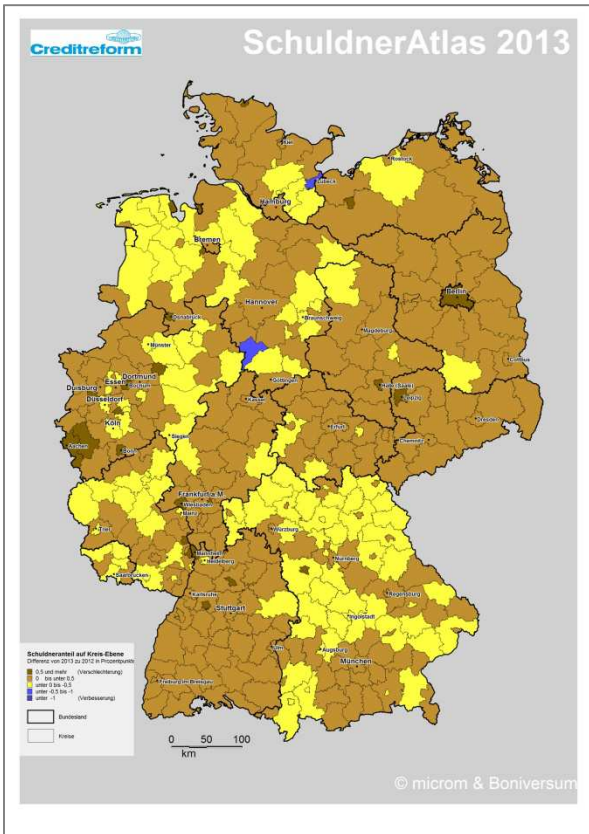 Creditreform
SchuldnerAtlas 2013
Kiel
Rostock
Lübeck
Hamburg
Bremen
Berlin
Hannover
Osnabrück
Braunschweig
Magdeburg
Münster
Cottbus
Dortmund
Essen
Bochum
Duisburg
Göttingen
Halle (Saale)
Leipzig
Düsseldorf
Kassel
Köln
Dresden
Erfurt
Aachen
Siegen
Bonn
Chemnitz
Frankfurt a.M.
Wiesbaden
Mainz
Würzburg
Trier
Mannheim
Nürnberg
Heidelberg
Saarbrücken
Regensburg
Karlsruhe
Stuttgart
Ingolstadt
Ulm
Augsburg
München
Freiburg im Breisgau
Schuldneranteil auf Kreis-Ebene
Differenz von 2013 zu 2012 in Prozentpunkten
0,5 und mehr (Verschlechterung)
0 bis unter 0,5
unter 0 bis -0,5
unter -0,5 bis -1
unter -1 (Verbesserung)
Bundesland
Kreise
0 50 100
km
© microm & Boniversum